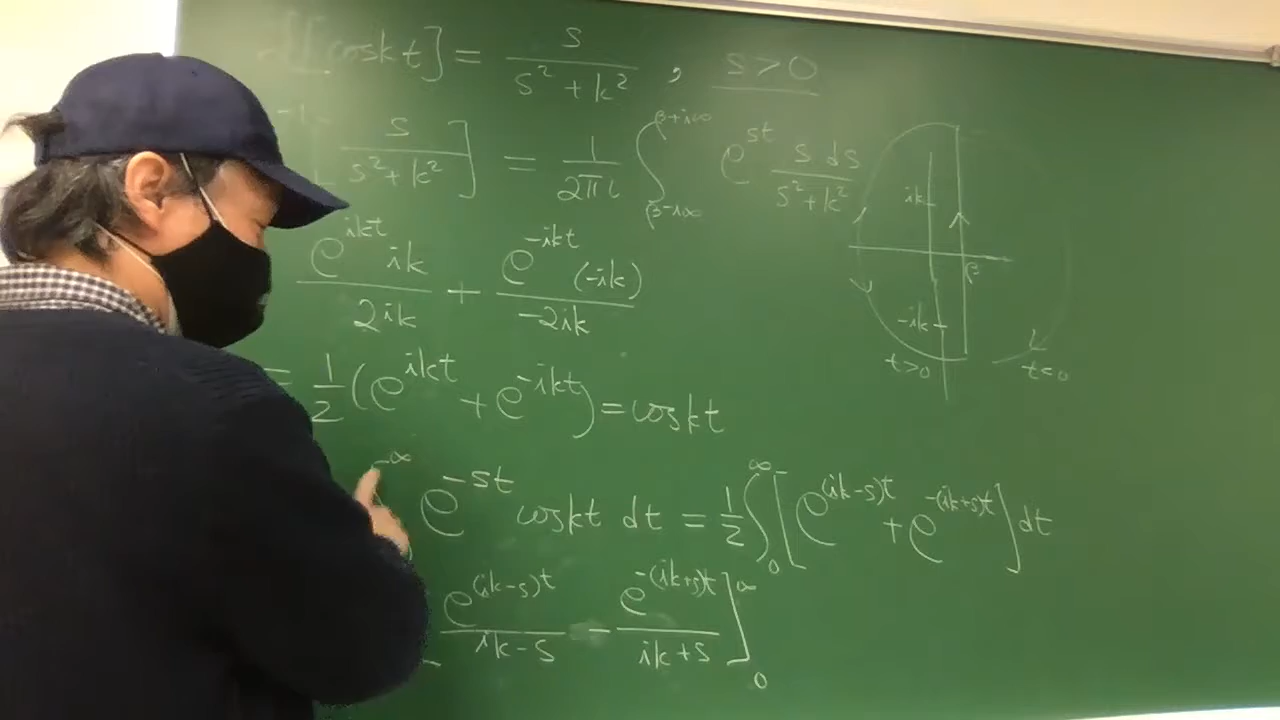 cos kt] = s / (s² + k²) , s > 0
⁻¹ s / (s² + k²) ] = 1 / (2πi) ∫_{β-i∞}^{β+i∞} e^{st} s ds / (s² + k²)
e^{ikt} ik / 2ik + e^{-ikt} (-ik) / -2ik
= 1/2 (e^{ikt} + e^{-ikt}) = cos kt
∞ e^{-st} cos kt dt = 1/2 ∫_0^∞ [e^{(ik-s)t} + e^{-(ik+s)t}] dt
[ e^{(ik-s)t} / (ik-s) - e^{-(ik+s)t} / (ik+s) ]_0^∞
ik
β
-ik
t>0
t<0